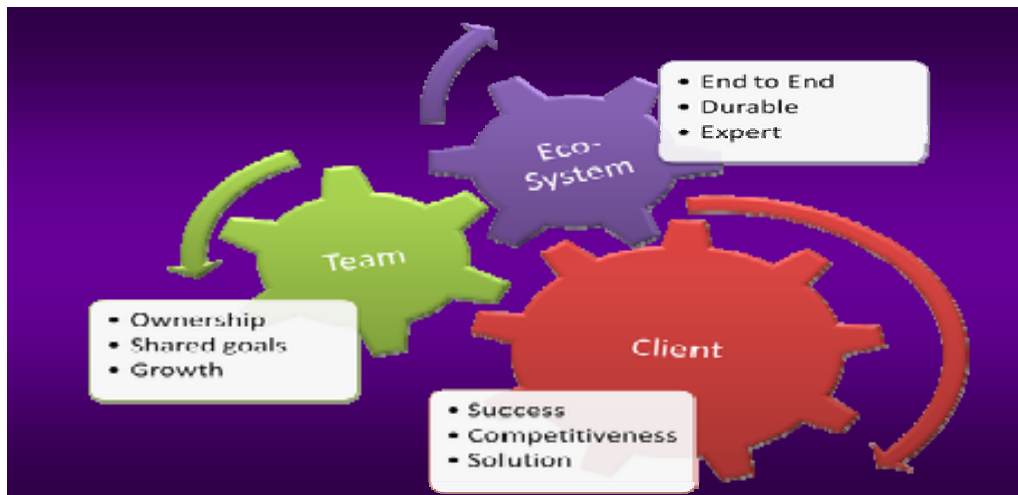 Eco-
System
• End to End
• Durable
• Expert
Team
• Ownership
• Shared goals
• Growth
Client
• Success
• Competitiveness
• Solution